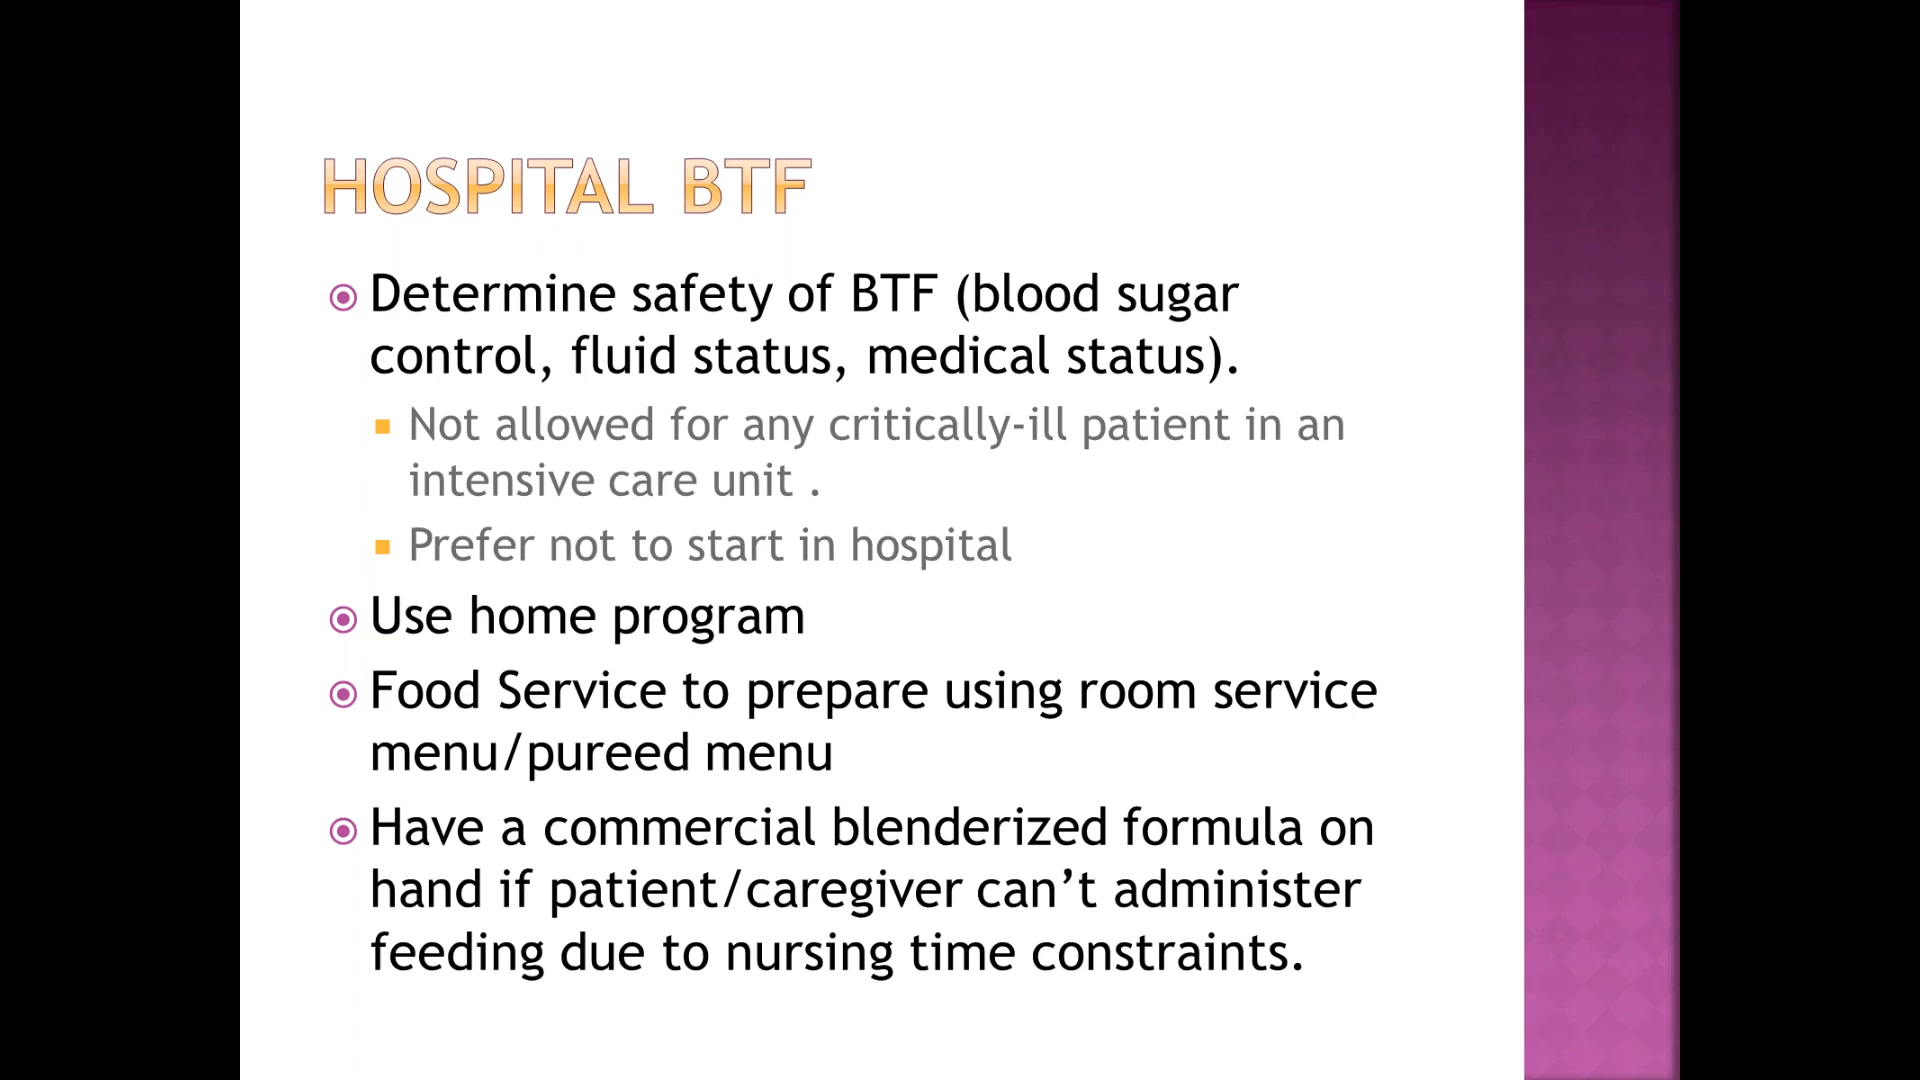 HOSPITAL BTF
Determine safety of BTF (blood sugar
control, fluid status, medical status).
Not allowed for any critically-ill patient in an
intensive care unit .
Prefer not to start in hospital
Use home program
Food Service to prepare using room service
menu/pureed menu
Have a commercial blenderized formula on
hand if patient/caregiver can’t administer
feeding due to nursing time constraints.